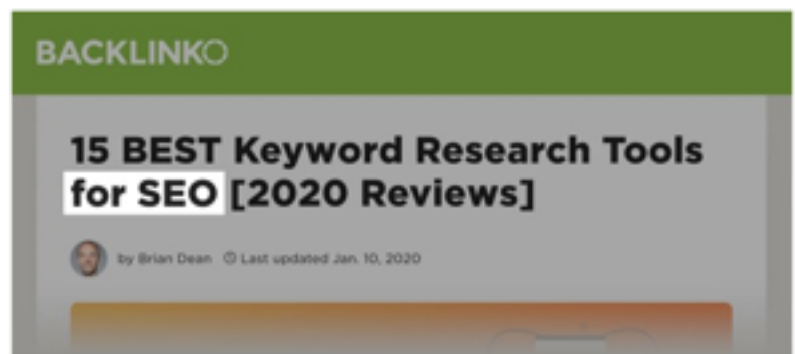 BACKLINKO
15 BEST Keyword Research Tools
for SEO [2020 Reviews]
by Brian Dean Last updated Jan. 10, 2020